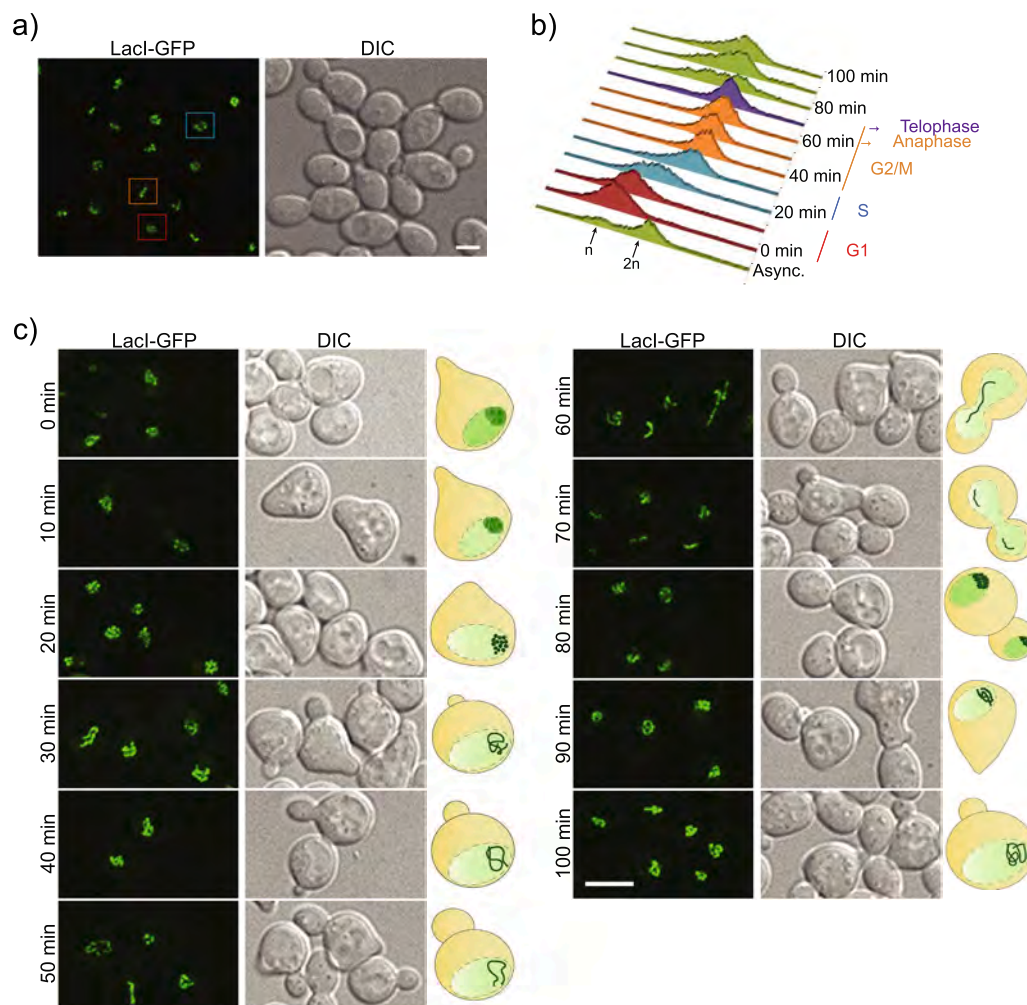 a)
LacI-GFP
DIC
b)
100 min
80 min
60 min
40 min
20 min
0 min
Async.
→ Telophase
→ Anaphase
G2/M
S
G1
n
2n
c)
LacI-GFP
DIC
0 min
10 min
20 min
30 min
40 min
50 min
LacI-GFP
DIC
60 min
70 min
80 min
90 min
100 min